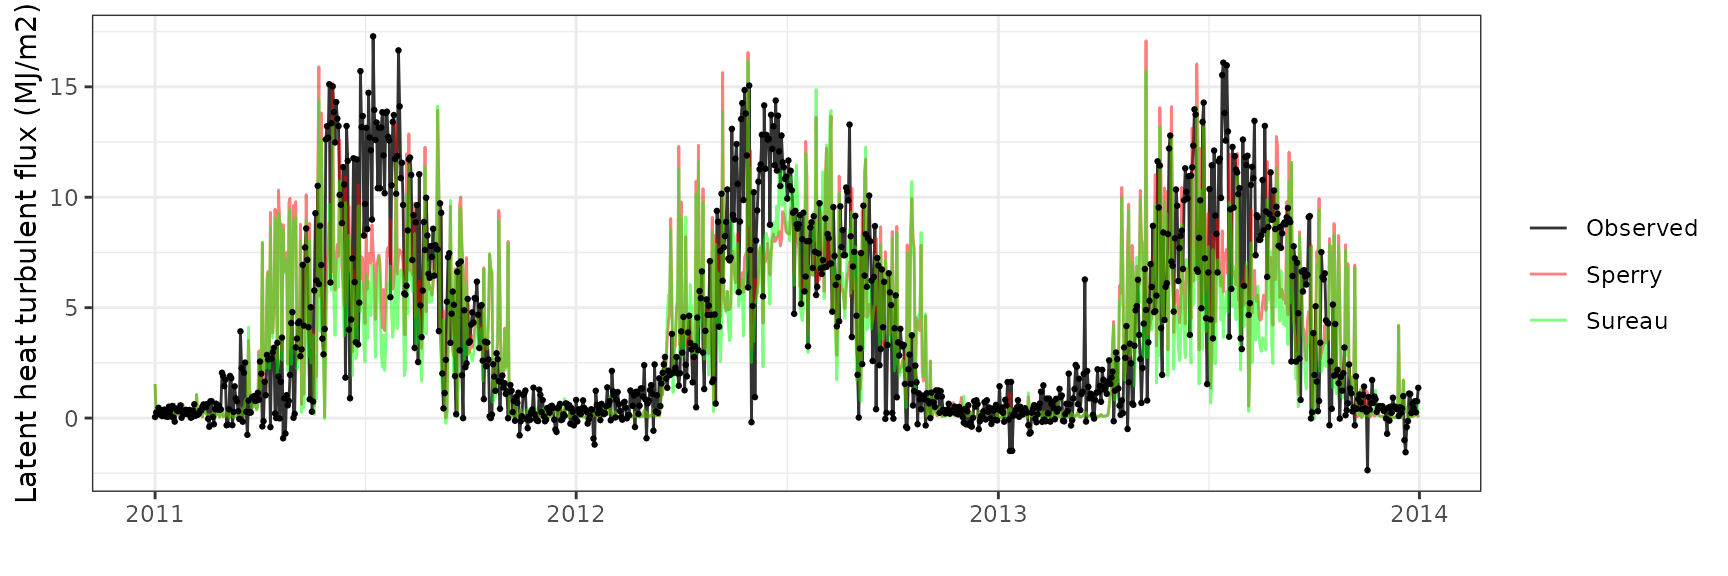 Latent heat turbulent flux (MJ/m2)
15
10
5
0
2011
2012
2013
2014
Observed
Sperry
Sureau